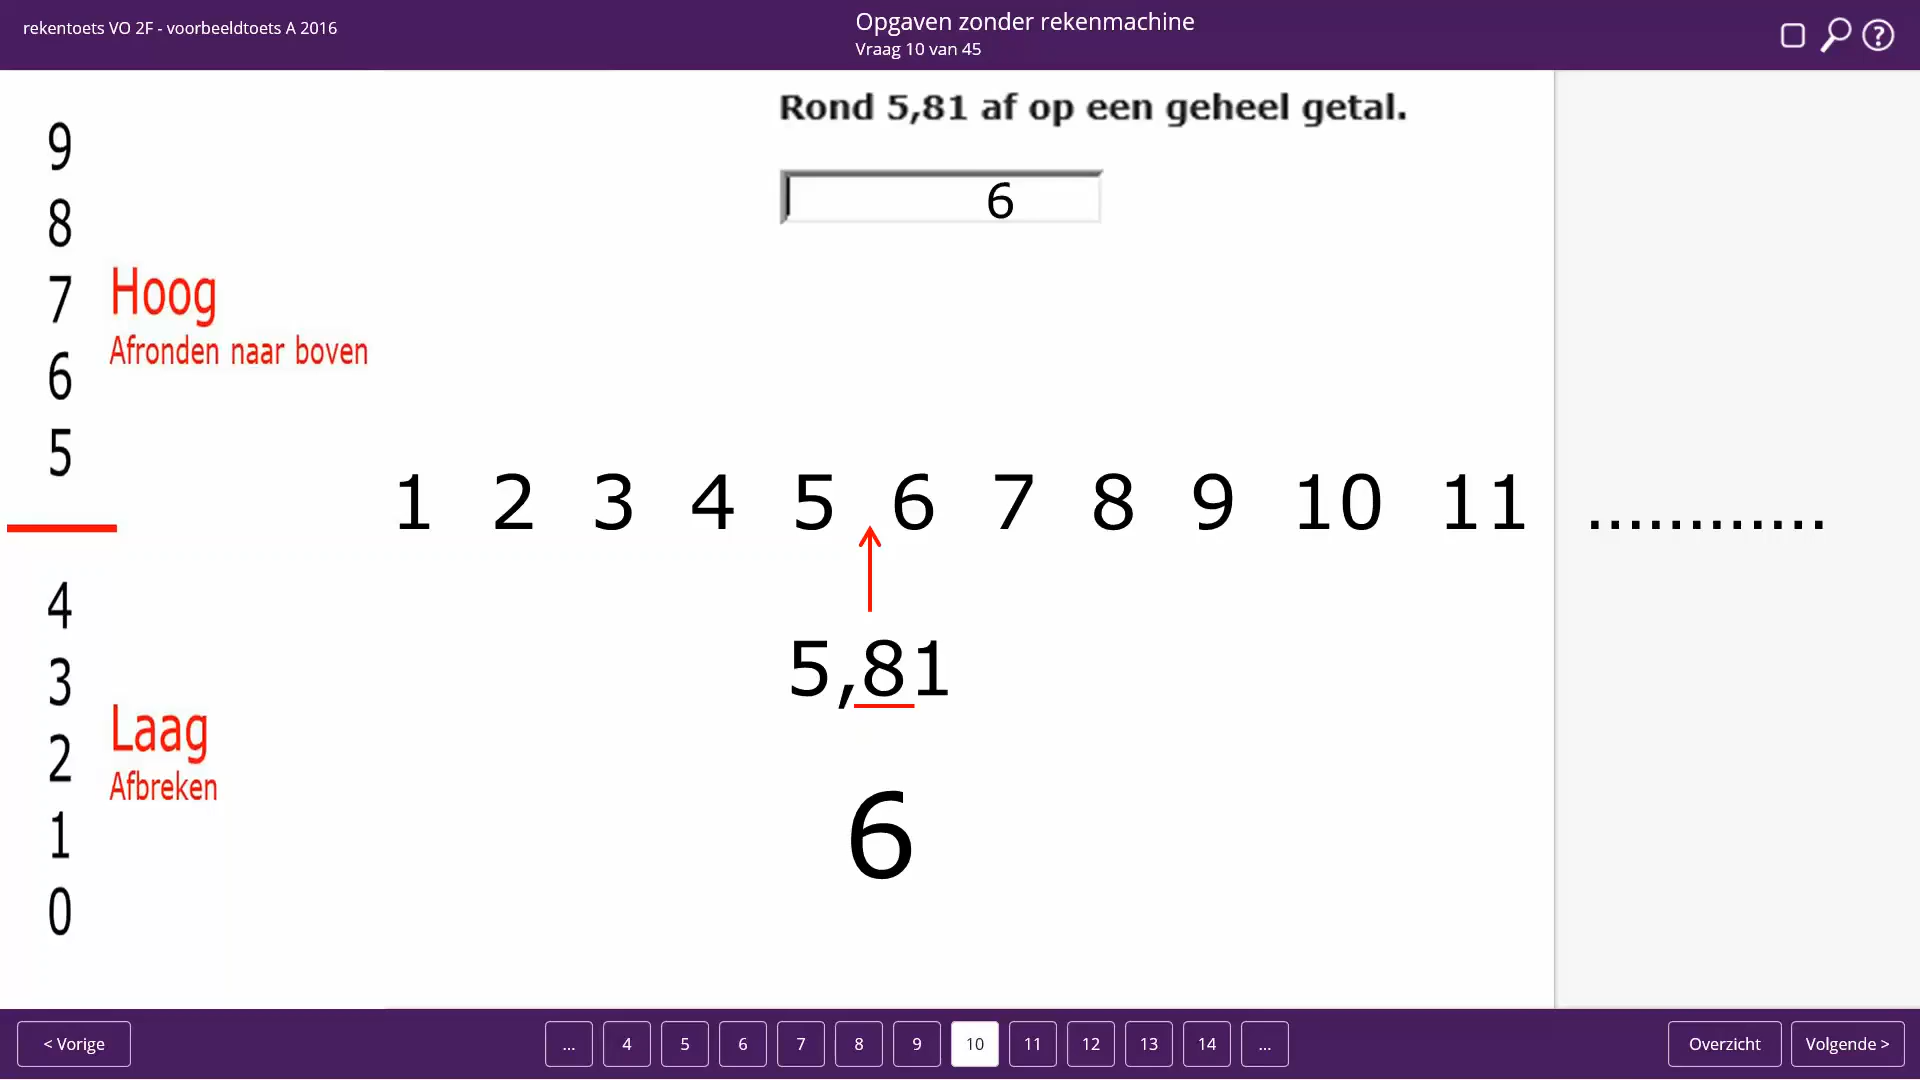 rekentoets VO 2F - voorbeeldtoets A 2016
Opgaven zonder rekenmachine
Vraag 10 van 45
Rond 5,81 af op een geheel getal.
6
9
8
7
6
5
Hoog
Afronden naar boven
1 2 3 4 5 6 7 8 9 10 11 ............
4
3
2
1
0
Laag
Afbreken
5,81
6
< Vorige
... 4 5 6 7 8 9 10 11 12 13 14 ...
Overzicht
Volgende >